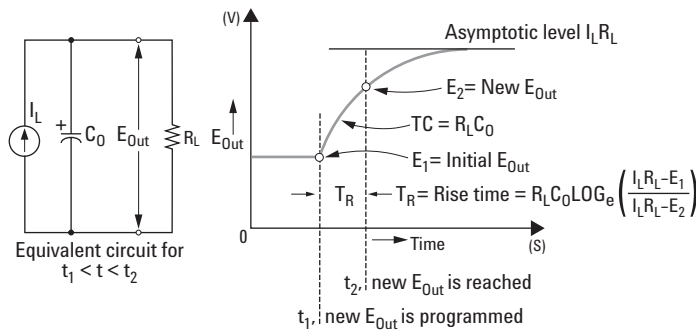 I_L
+
C_O
E_Out
R_L
Equivalent circuit for
t_1 < t < t_2
(V)
E_Out
0
Asymptotic level I_LR_L
E_2= New E_Out
TC = R_LC_O
E_1= Initial E_Out
T_R
T_R= Rise time = R_LC_OLOG_e (I_LR_L–E_1 / I_LR_L–E_2)
Time
(S)
t_2, new E_Out is reached
t_1, new E_Out is programmed